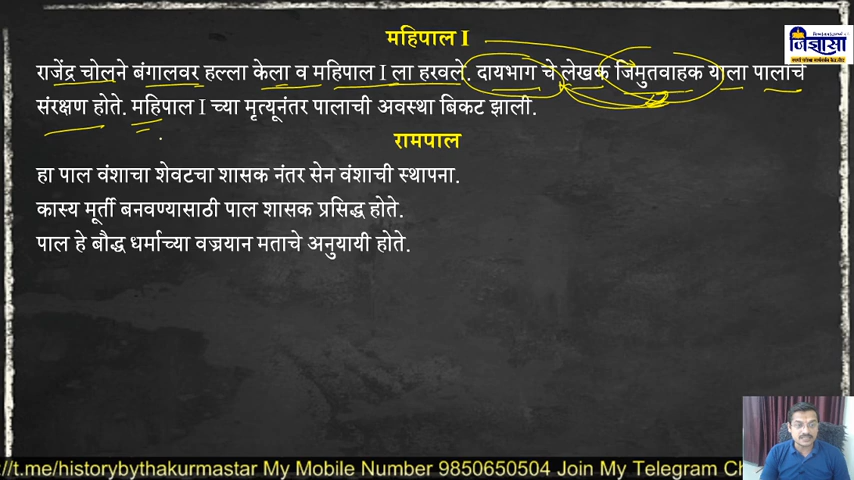 महिपाल I
जिज्ञासा
राजेंद्र चोलने बंगालवर हल्ला केला व महिपाल I ला हरवले. दायभाग चे लेखक जिमुतवाहक याला पालाचे
संरक्षण होते. महिपाल I च्या मृत्यूनंतर पालाची अवस्था बिकट झाली.
रामपाल
हा पाल वंशाचा शेवटचा शासक नंतर सेन वंशाची स्थापना.
कास्य मूर्ती बनवण्यासाठी पाल शासक प्रसिद्ध होते.
पाल हे बौद्ध धर्माच्या वज्रयान मताचे अनुयायी होते.
://t.me/historybythakurmastar My Mobile Number 9850650504 Join My Telegram Ch